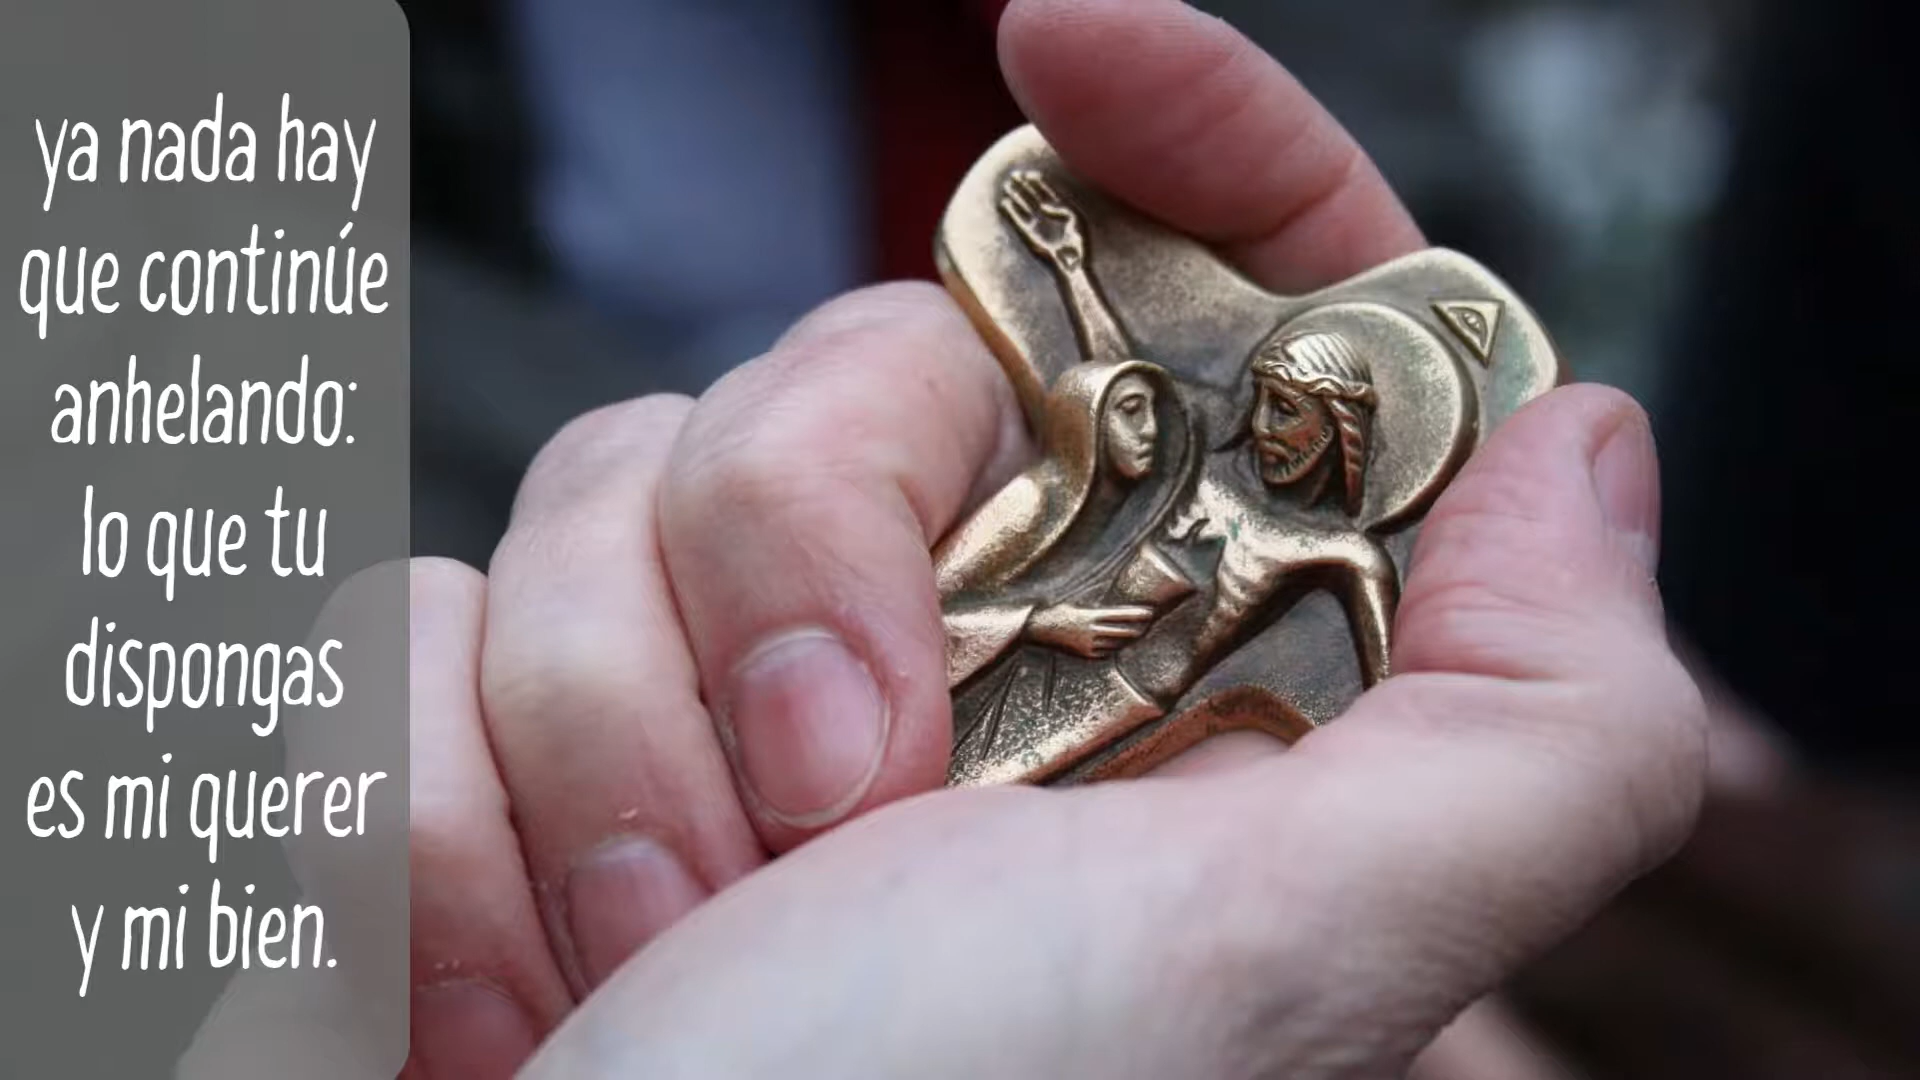 ya nada hay
que continúe
anhelando:
lo que tu
dispongas
es mi querer
y mi bien.